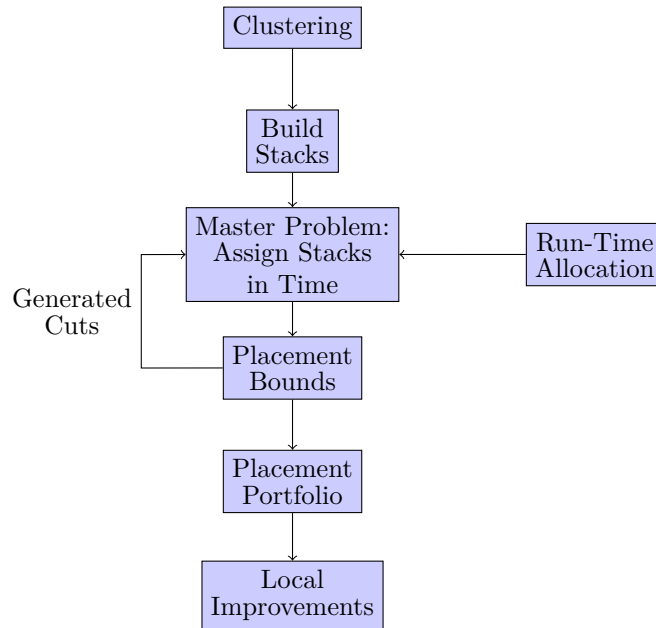 Clustering
Build
Stacks
Master Problem:
Assign Stacks
in Time
Run-Time
Allocation
Generated
Cuts
Placement
Bounds
Placement
Portfolio
Local
Improvements